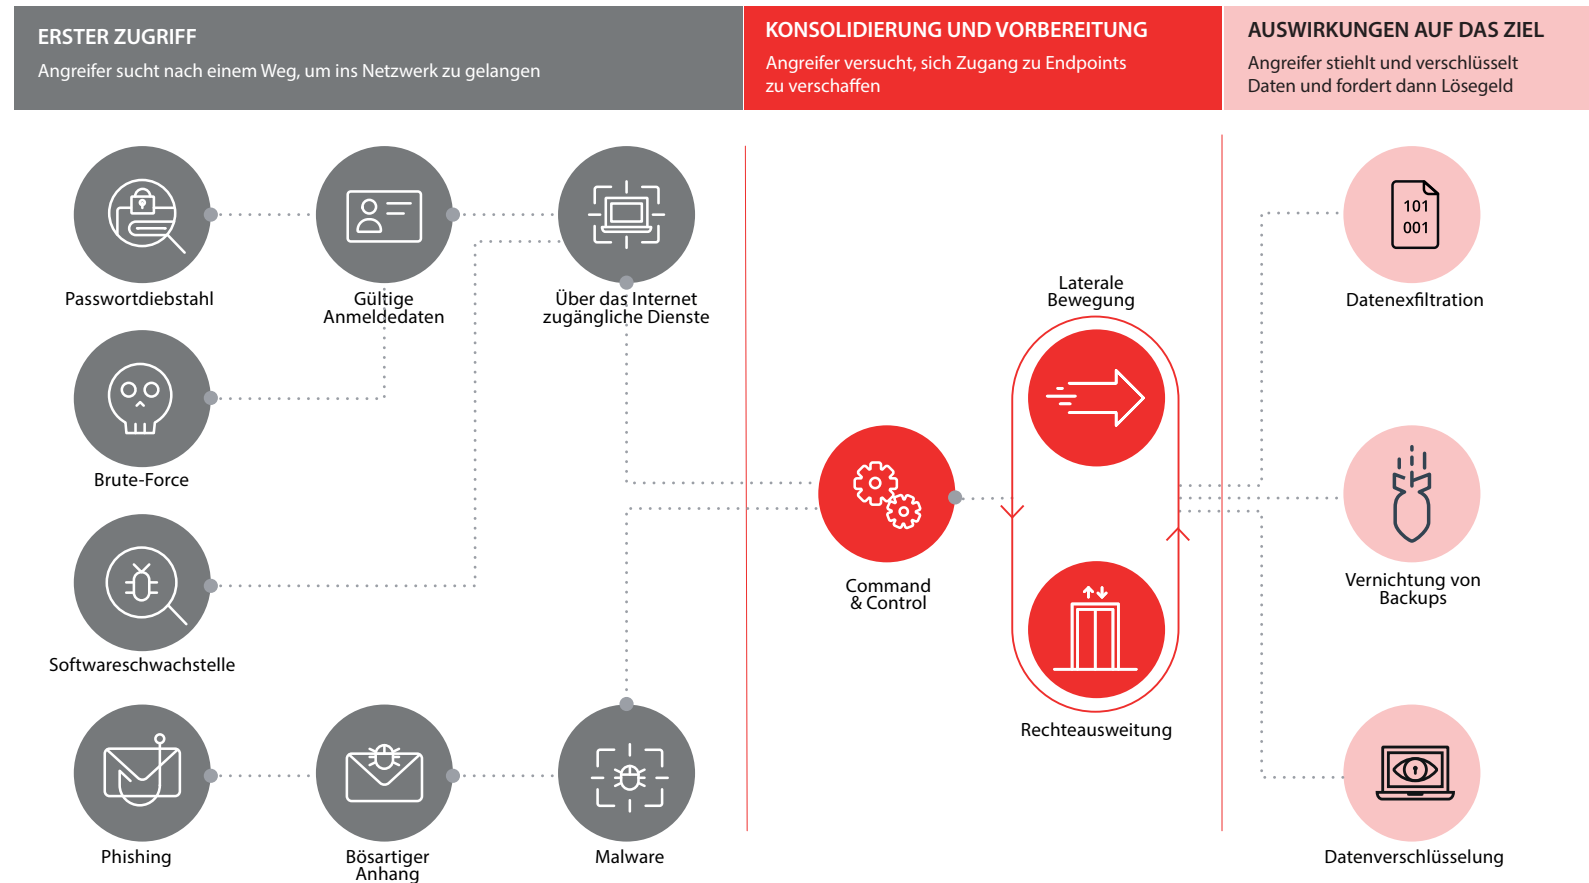 ERSTER ZUGRIFF
Angreifer sucht nach einem Weg, um ins Netzwerk zu gelangen
KONSOLIDIERUNG UND VORBEREITUNG
Angreifer versucht, sich Zugang zu Endpoints
zu verschaffen
AUSWIRKUNGEN AUF DAS ZIEL
Angreifer stiehlt und verschlüsselt
Daten und fordert dann Lösegeld
Passwortdiebstahl
Gültige
Anmeldedaten
Über das Internet
zugängliche Dienste
Brute-Force
Softwareschwachstelle
Phishing
Bösartiger
Anhang
Malware
Command
& Control
Laterale
Bewegung
Rechteausweitung
101
001
Datenexfiltration
Vernichtung von
Backups
Datenverschlüsselung